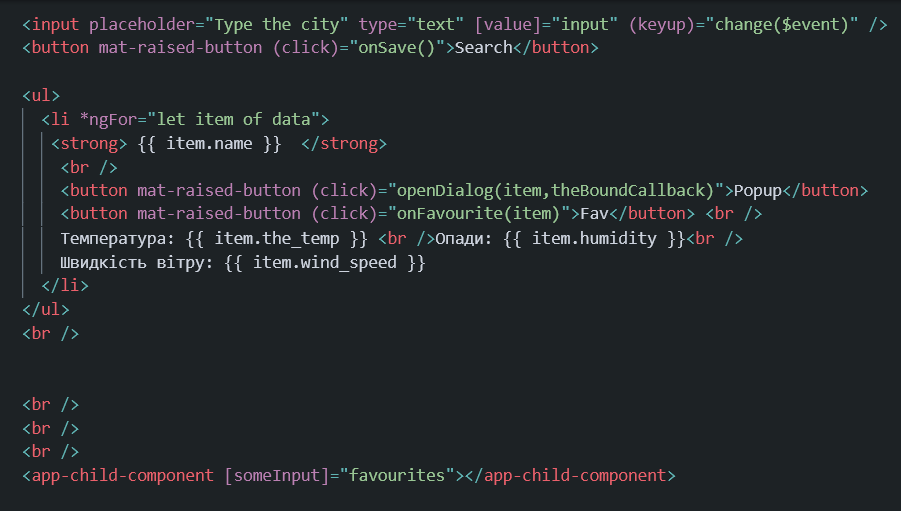 <input placeholder="Type the city" type="text" [value]="input" (keyup)="change($event)" />
<button mat-raised-button (click)="onSave()">Search</button>
<ul>
<li *ngFor="let item of data">
<strong> {{ item.name }}  </strong>
<br />
<button mat-raised-button (click)="openDialog(item,theBoundCallback)">Popup</button>
<button mat-raised-button (click)="onFavourite(item)">Fav</button> <br />
Температура: {{ item.the_temp }} <br />Опади: {{ item.humidity }}<br />
Швидкість вітру: {{ item.wind_speed }}
</li>
</ul>
<br />
<br />
<br />
<br />
<app-child-component [someInput]="favourites"></app-child-component>